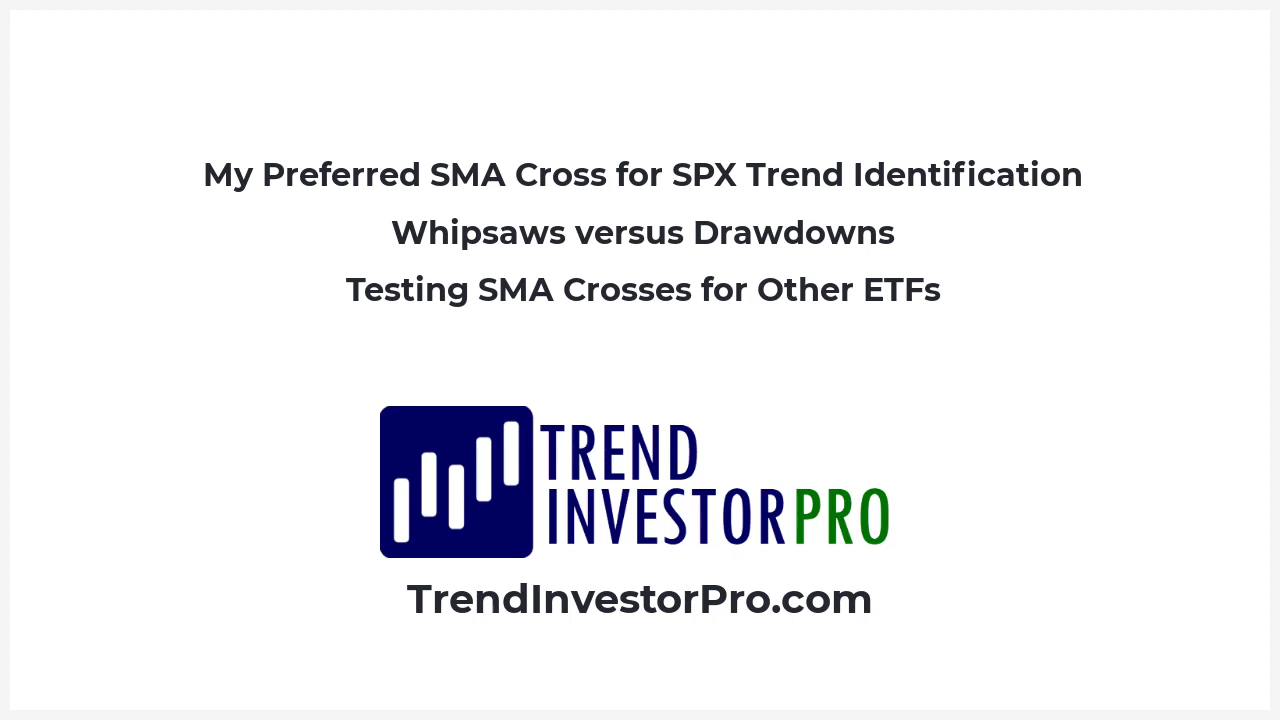 My Preferred SMA Cross for SPX Trend Identification
Whipsaws versus Drawdowns
Testing SMA Crosses for Other ETFs
TREND
INVESTORPRO
TrendInvestorPro.com